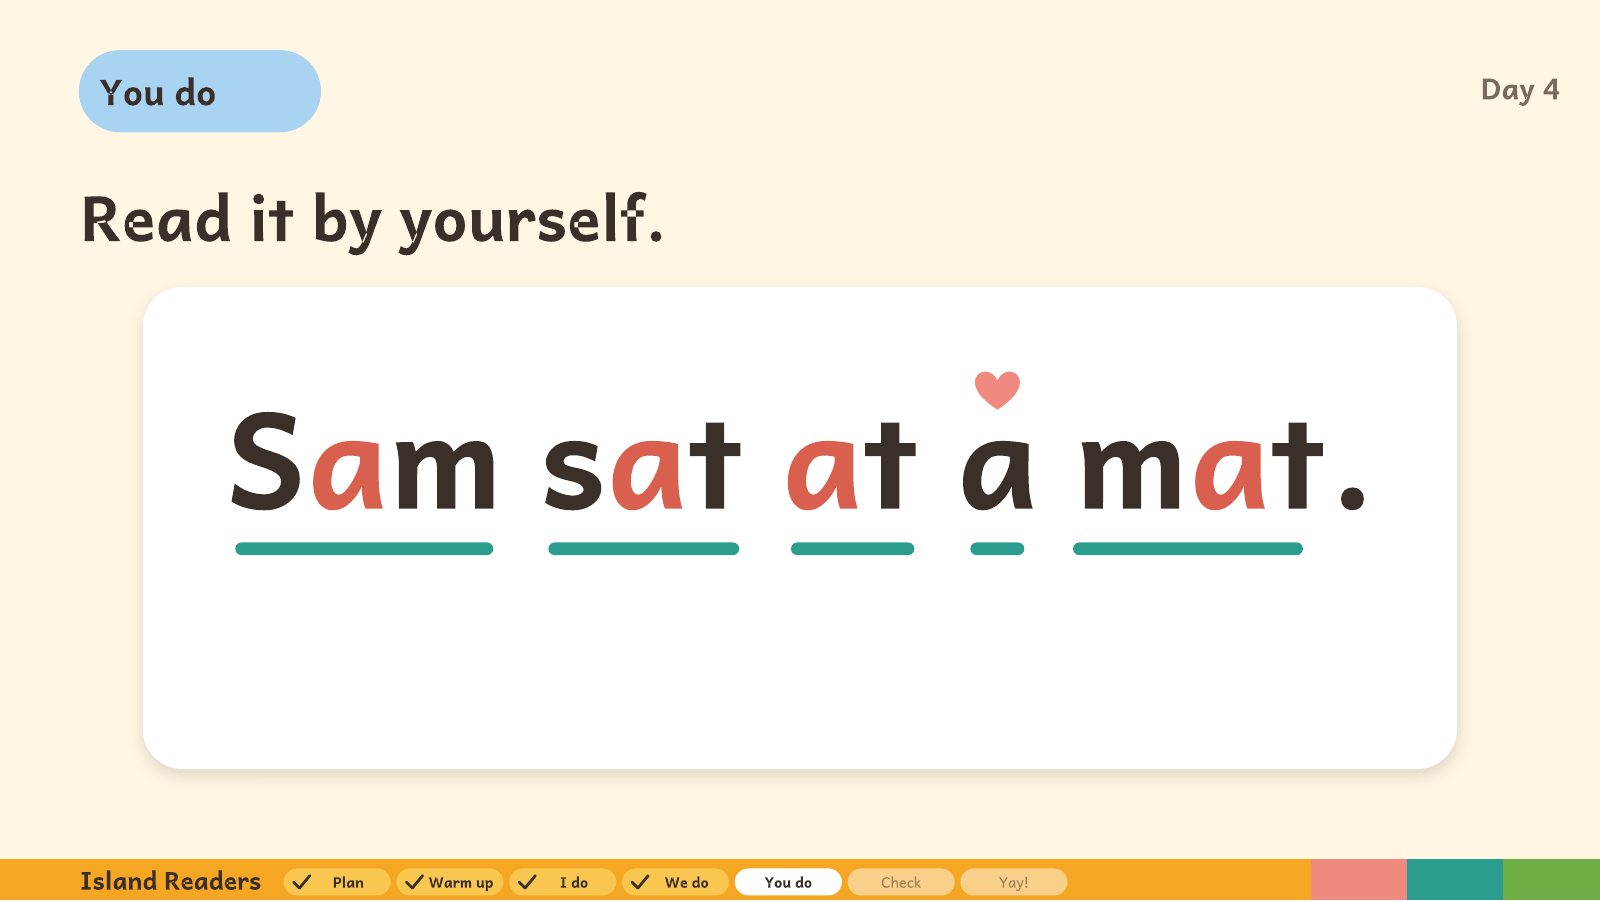 You do
Day 4
Read it by yourself.
Sam sat at a mat.
Island Readers Plan Warm up I do We do You do Check Yay!